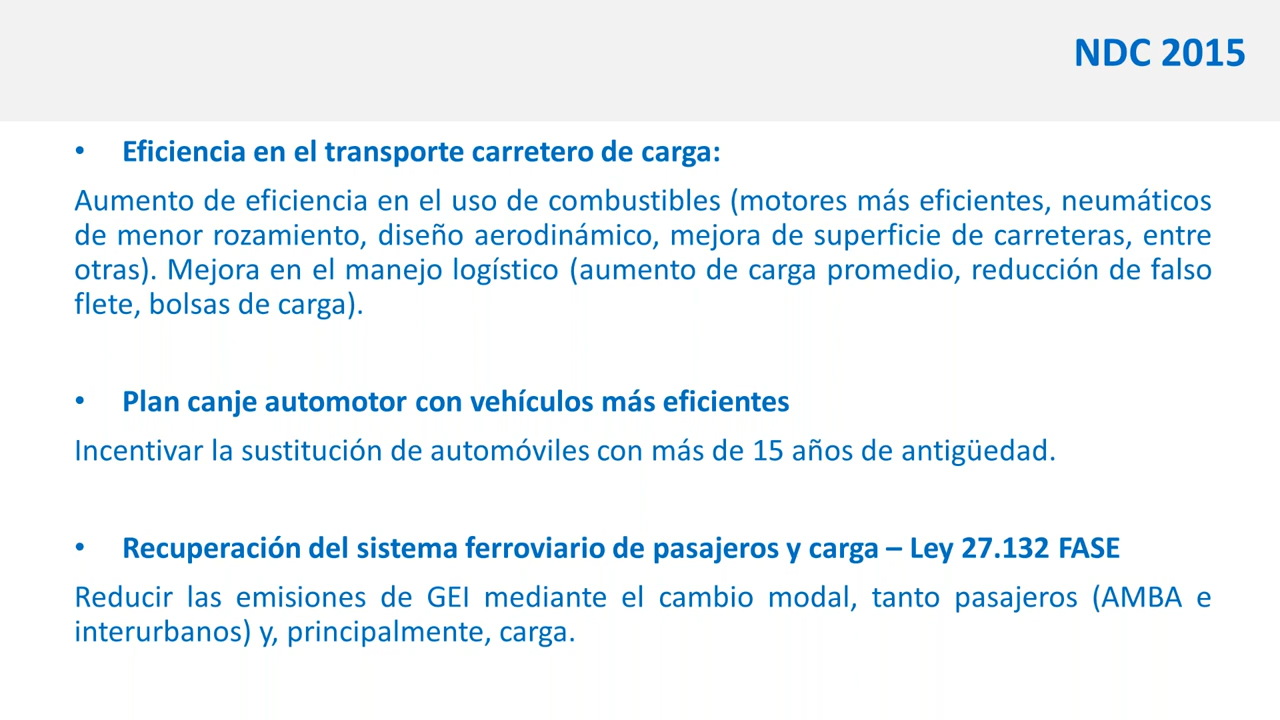 NDC 2015
• Eficiencia en el transporte carretero de carga:
Aumento de eficiencia en el uso de combustibles (motores más eficientes, neumáticos
de menor rozamiento, diseño aerodinámico, mejora de superficie de carreteras, entre
otras). Mejora en el manejo logístico (aumento de carga promedio, reducción de falso
flete, bolsas de carga).
• Plan canje automotor con vehículos más eficientes
Incentivar la sustitución de automóviles con más de 15 años de antigüedad.
• Recuperación del sistema ferroviario de pasajeros y carga – Ley 27.132 FASE
Reducir las emisiones de GEI mediante el cambio modal, tanto pasajeros (AMBA e
interurbanos) y, principalmente, carga.